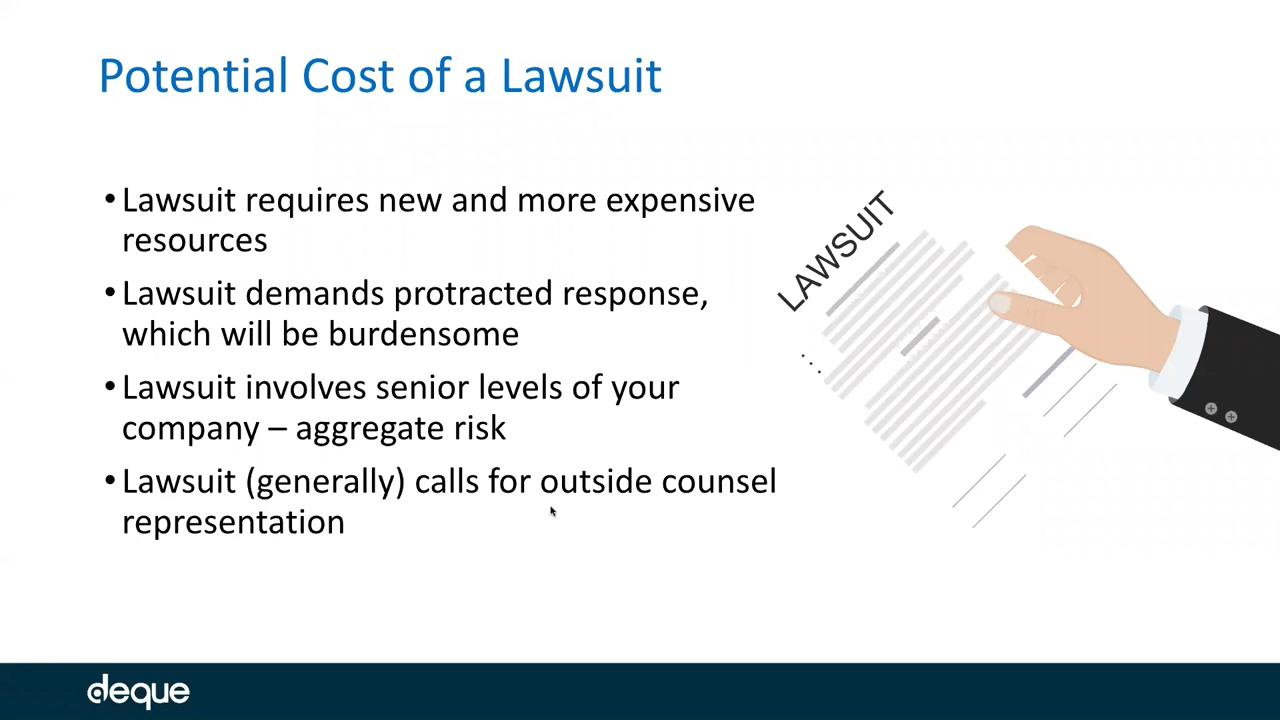 Potential Cost of a Lawsuit
• Lawsuit requires new and more expensive
resources
• Lawsuit demands protracted response,
which will be burdensome
• Lawsuit involves senior levels of your
company – aggregate risk
• Lawsuit (generally) calls for outside counsel
representation
LAWSUIT
deque